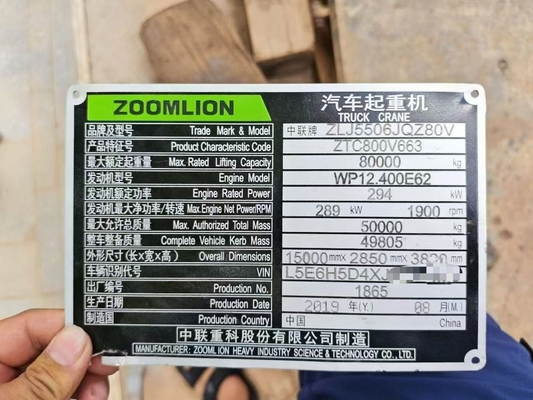 ZOOMLION 汽车起重机
TRUCK CRANE
品牌及型号 Trade Mark & Model 中联牌 ZLJ5506JQZ80V
产品特征号 Product Characteristic Code ZTC800V663
最大额定起重量 Max. Rated Lifting Capacity 80000 kg
发动机型号 Engine Model WP12.400E62
发动机额定功率 Engine Rated Power 294 kW
发动机最大净功率/转速 Max.Engine Net Power/RPM 289 kW 1900 rpm
最大允许总质量 Max. Authorized Total Mass 50000 kg
整车整备质量 Complete Vehicle Kerb Mass 49805 kg
外形尺寸(长×宽×高) Overall Dimensions 15000mmX 2850mmX 3820mm
车辆识别代号 VIN L5E6H5D4XJ
出厂编号 Production No. 1865
生产日期 Production Date 2019 年(Y.) 08 月(M.)
制造国 Production Country 中国 China
中联重科股份有限公司制造
MANUFACTURER: ZOOMLION HEAVY INDUSTRY SCIENCE & TECHNOLOGY CO., LTD.